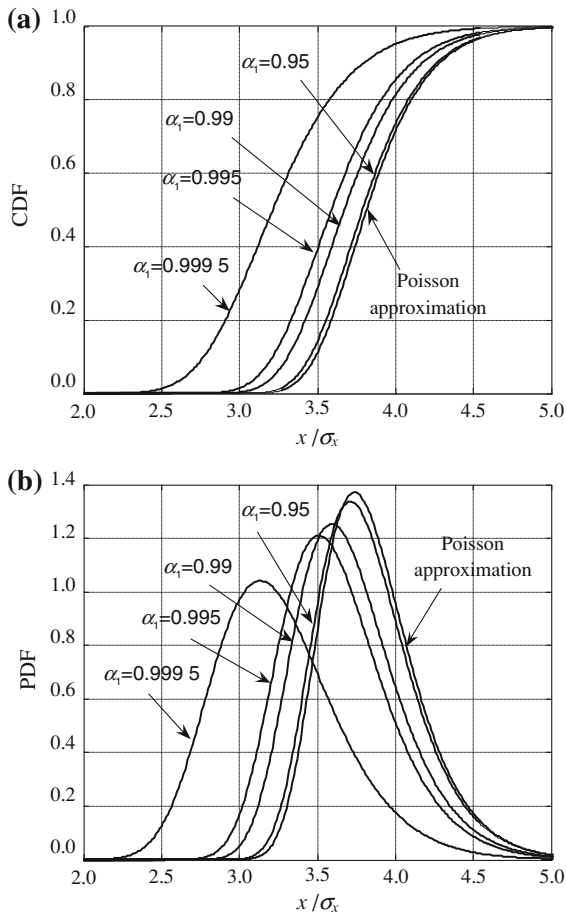 (a)
1.0
0.8
0.6
0.4
0.2
0.0
CDF
α₁=0.95
α₁=0.99
α₁=0.995
α₁=0.999 5
Poisson
approximation
2.0 2.5 3.0 3.5 4.0 4.5 5.0
x/σₓ
(b)
1.4
1.2
1.0
0.8
0.6
0.4
0.2
0.0
PDF
α₁=0.95
α₁=0.99
α₁=0.995
α₁=0.999 5
Poisson
approximation
2.0 2.5 3.0 3.5 4.0 4.5 5.0
x/σₓ